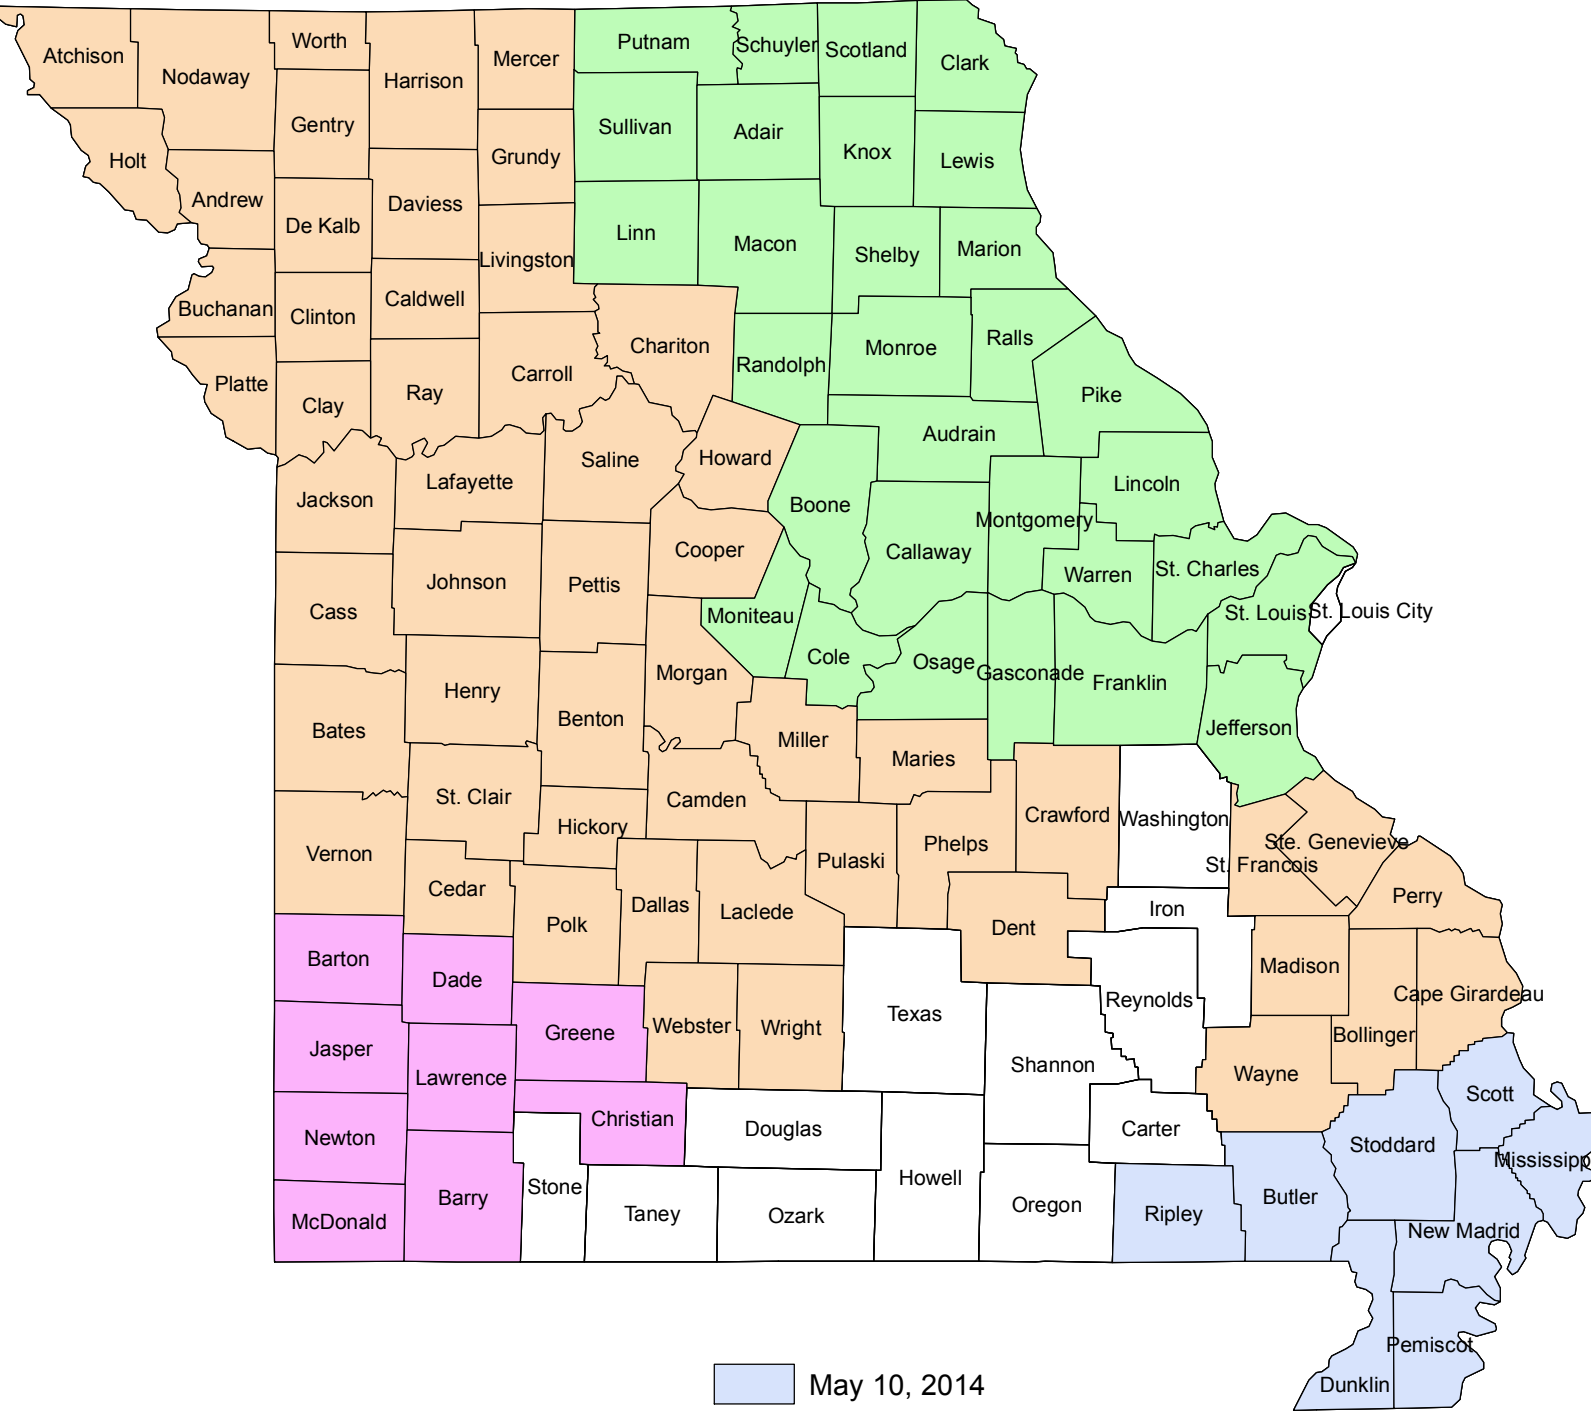 Atchison
Nodaway
Worth
Harrison
Mercer
Putnam
Schuyler
Scotland
Clark
Gentry
Holt
Andrew
De Kalb
Daviess
Grundy
Sullivan
Adair
Knox
Lewis
Livingston
Linn
Macon
Shelby
Marion
Buchanan
Clinton
Caldwell
Chariton
Randolph
Monroe
Ralls
Pike
Platte
Clay
Ray
Carroll
Audrain
Jackson
Lafayette
Saline
Howard
Boone
Callaway
Montgomery
Lincoln
Cooper
Johnson
Pettis
Warren
St. Charles
Cass
Moniteau
St. Louis
St. Louis City
Cole
Osage
Gasconade
Franklin
Henry
Morgan
Benton
Bates
Miller
Maries
Jefferson
St. Clair
Camden
Hickory
Crawford
Washington
Vernon
Pulaski
Phelps
Ste. Genevieve
St. Francois
Cedar
Polk
Dallas
Laclede
Dent
Iron
Perry
Barton
Dade
Madison
Greene
Webster
Wright
Texas
Reynolds
Cape Girardeau
Bollinger
Jasper
Lawrence
Shannon
Wayne
Scott
Newton
Christian
Douglas
Carter
Stoddard
Mississipp
McDonald
Barry
Stone
Taney
Ozark
Howell
Oregon
Ripley
Butler
New Madrid
Pemiscot
Dunklin
May 10, 2014